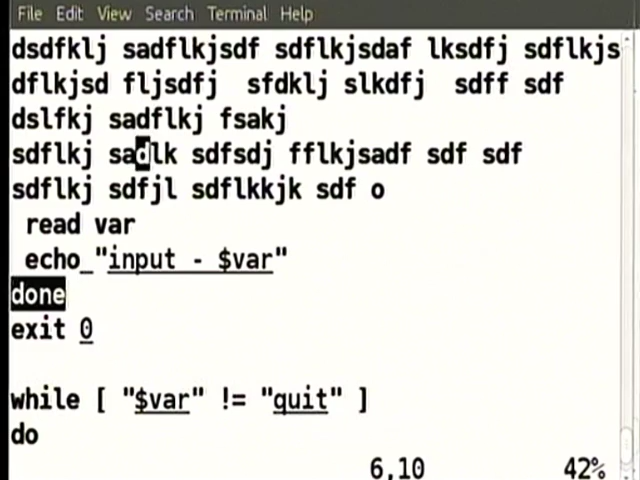 File Edit View Search Terminal Help
dsdfklj sadflkjsdf sdflkjsdaf lksdfj sdflkjs
dflkjsd fljsdfj  sfdklj slkdfj  sdff sdf
dslfkj sadflkj fsakj
sdflkj sadlk sdfsdj fflkjsadf sdf sdf
sdflkj sdfjl sdflkkjk sdf o
 read var
 echo "input - $var"
done
exit 0
while [ "$var" != "quit" ]
do
6,10 42%